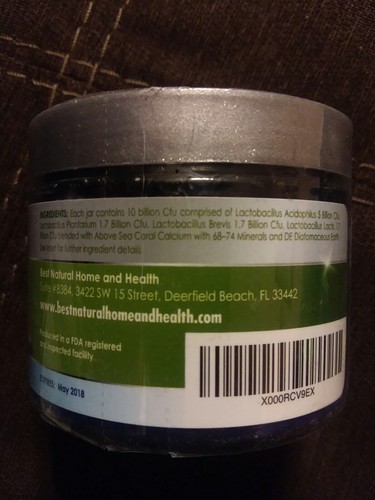 INGREDIENTS: Each jar contains 10 billion Cfu comprised of Lactobacillus Acidophilus 5 Billion Cfu,
Lactobacillus Plantarium 1.7 Billion Cfu, Lactobacillus Brevis 1.7 Billion Cfu, Lactobacillus Lactis 1.7
Billion Cfu blended with Above Sea Coral Calcium with 68-74 Minerals and DE Diatomaceous Earth
for further ingredient details
Best Natural Home and Health
Suite #8384, 3422 SW 15 Street, Deerfield Beach, FL 33442
www.bestnaturalhomeandhealth.com
Produced in a FDA registered
and inspected facility
EXPIRES: May 2018
X000RCV9EX